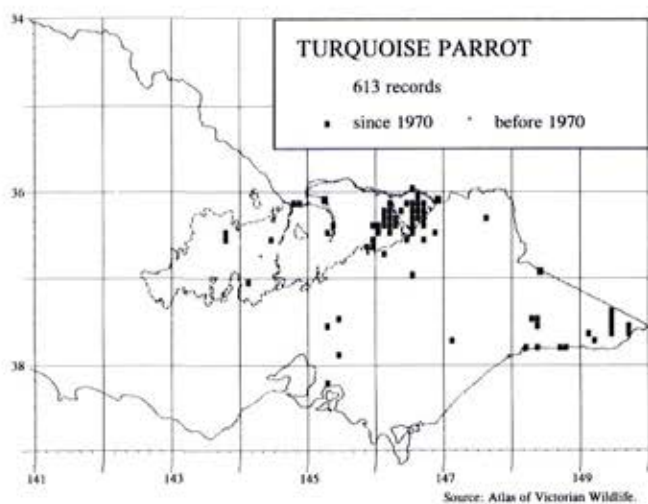 34
TURQUOISE PARROT
613 records
since 1970 before 1970
36
38
141 143 145 147 149
Source: Atlas of Victorian Wildlife.